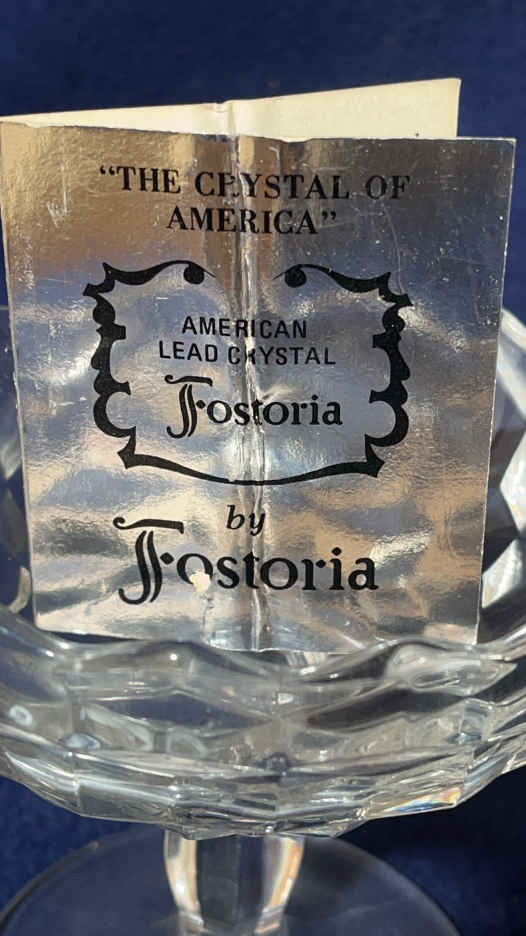 “THE CRYSTAL OF
AMERICA”
AMERICAN
LEAD CRYSTAL
Fostoria
by
Fostoria